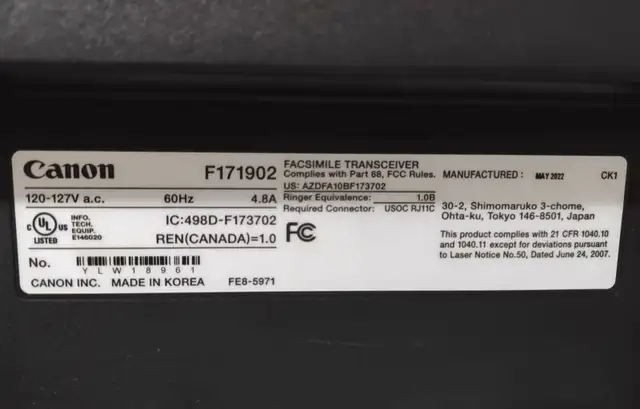 Canon F171902
120-127V a.c. 60Hz 4.8A
C UL US LISTED
INFO.
TECH.
EQUIP.
E146020
IC:498D-F173702
REN(CANADA)=1.0
No. YLW18961
CANON INC. MADE IN KOREA FE8-5971
FACSIMILE TRANSCEIVER
Complies with Part 68, FCC Rules.
US: AZDFA10BF173702
Ringer Equivalence: 1.0B
Required Connector: USOC RJ11C
FC
MANUFACTURED : MAY 2022 CK1
30-2, Shimomaruko 3-chome,
Ohta-ku, Tokyo 146-8501, Japan
This product complies with 21 CFR 1040.10
and 1040.11 except for deviations pursuant
to Laser Notice No.50, Dated June 24, 2007.